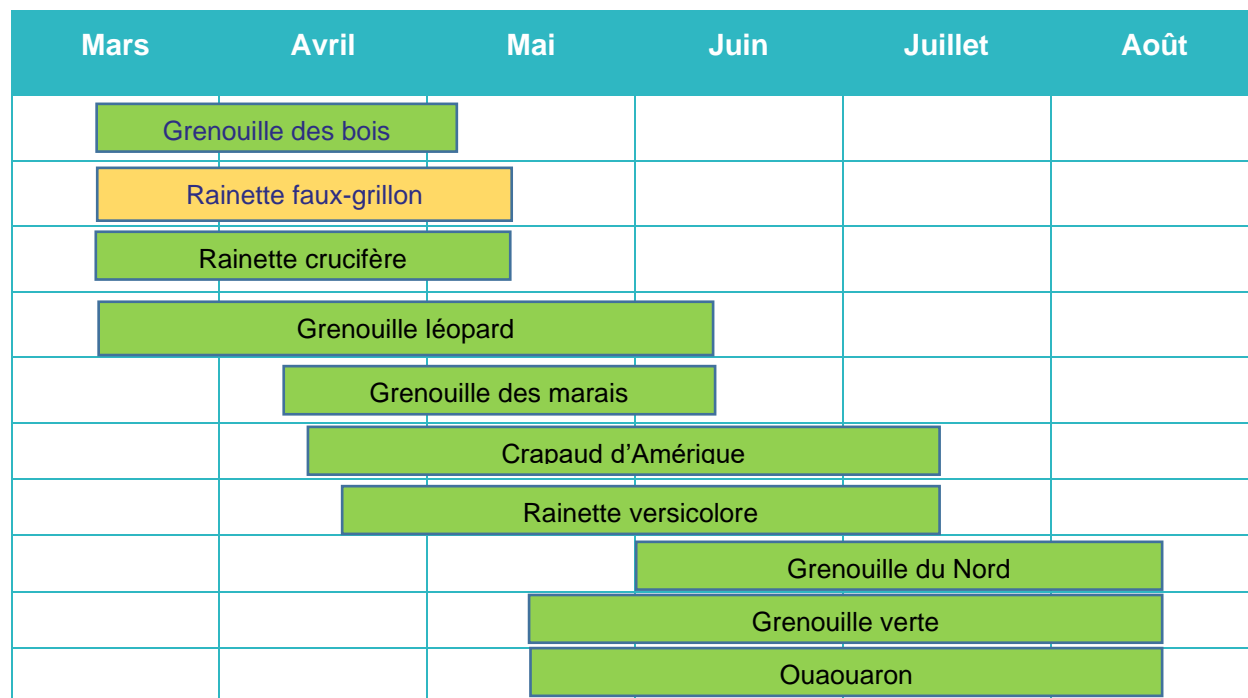 Mars Avril Mai Juin Juillet Août
Grenouille des bois
Rainette faux-grillon
Rainette crucifère
Grenouille léopard
Grenouille des marais
Crapaud d’Amérique
Rainette versicolore
Grenouille du Nord
Grenouille verte
Ouaouaron